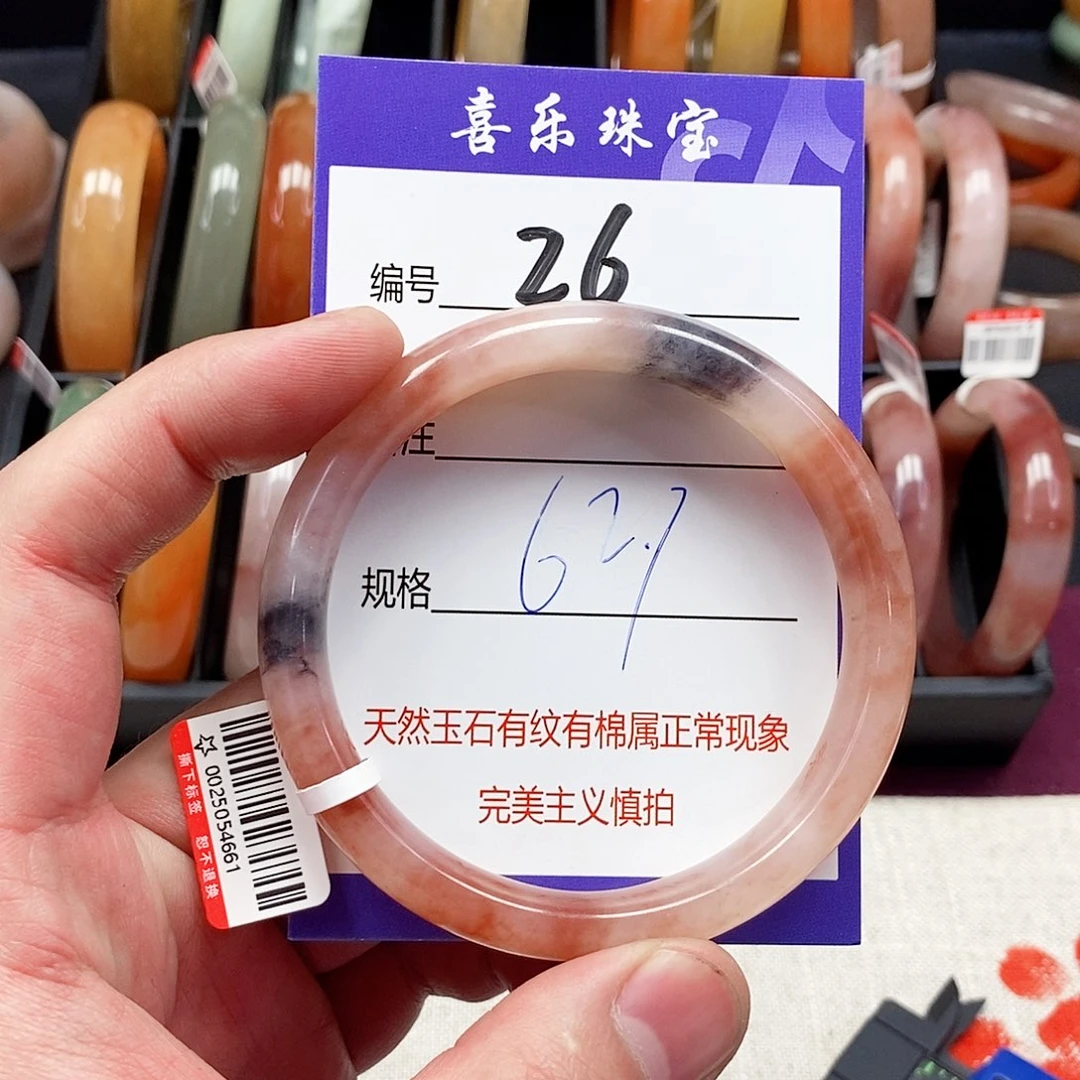 喜乐珠宝
编号 26
注
规格 62.7
天然玉石有纹有棉属正常现象
完美主义慎拍
☆ 0025054661
撕下标签 恕不退换